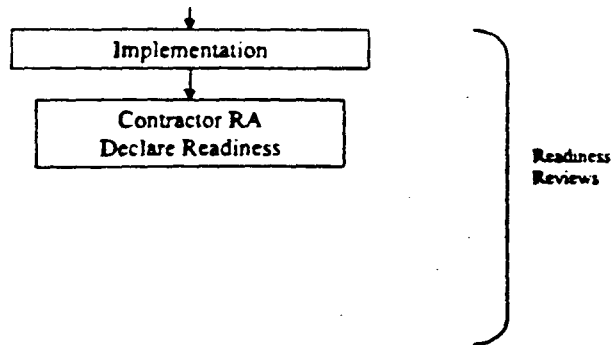 Implementation
Contractor RA
Declare Readiness
Readiness
Reviews